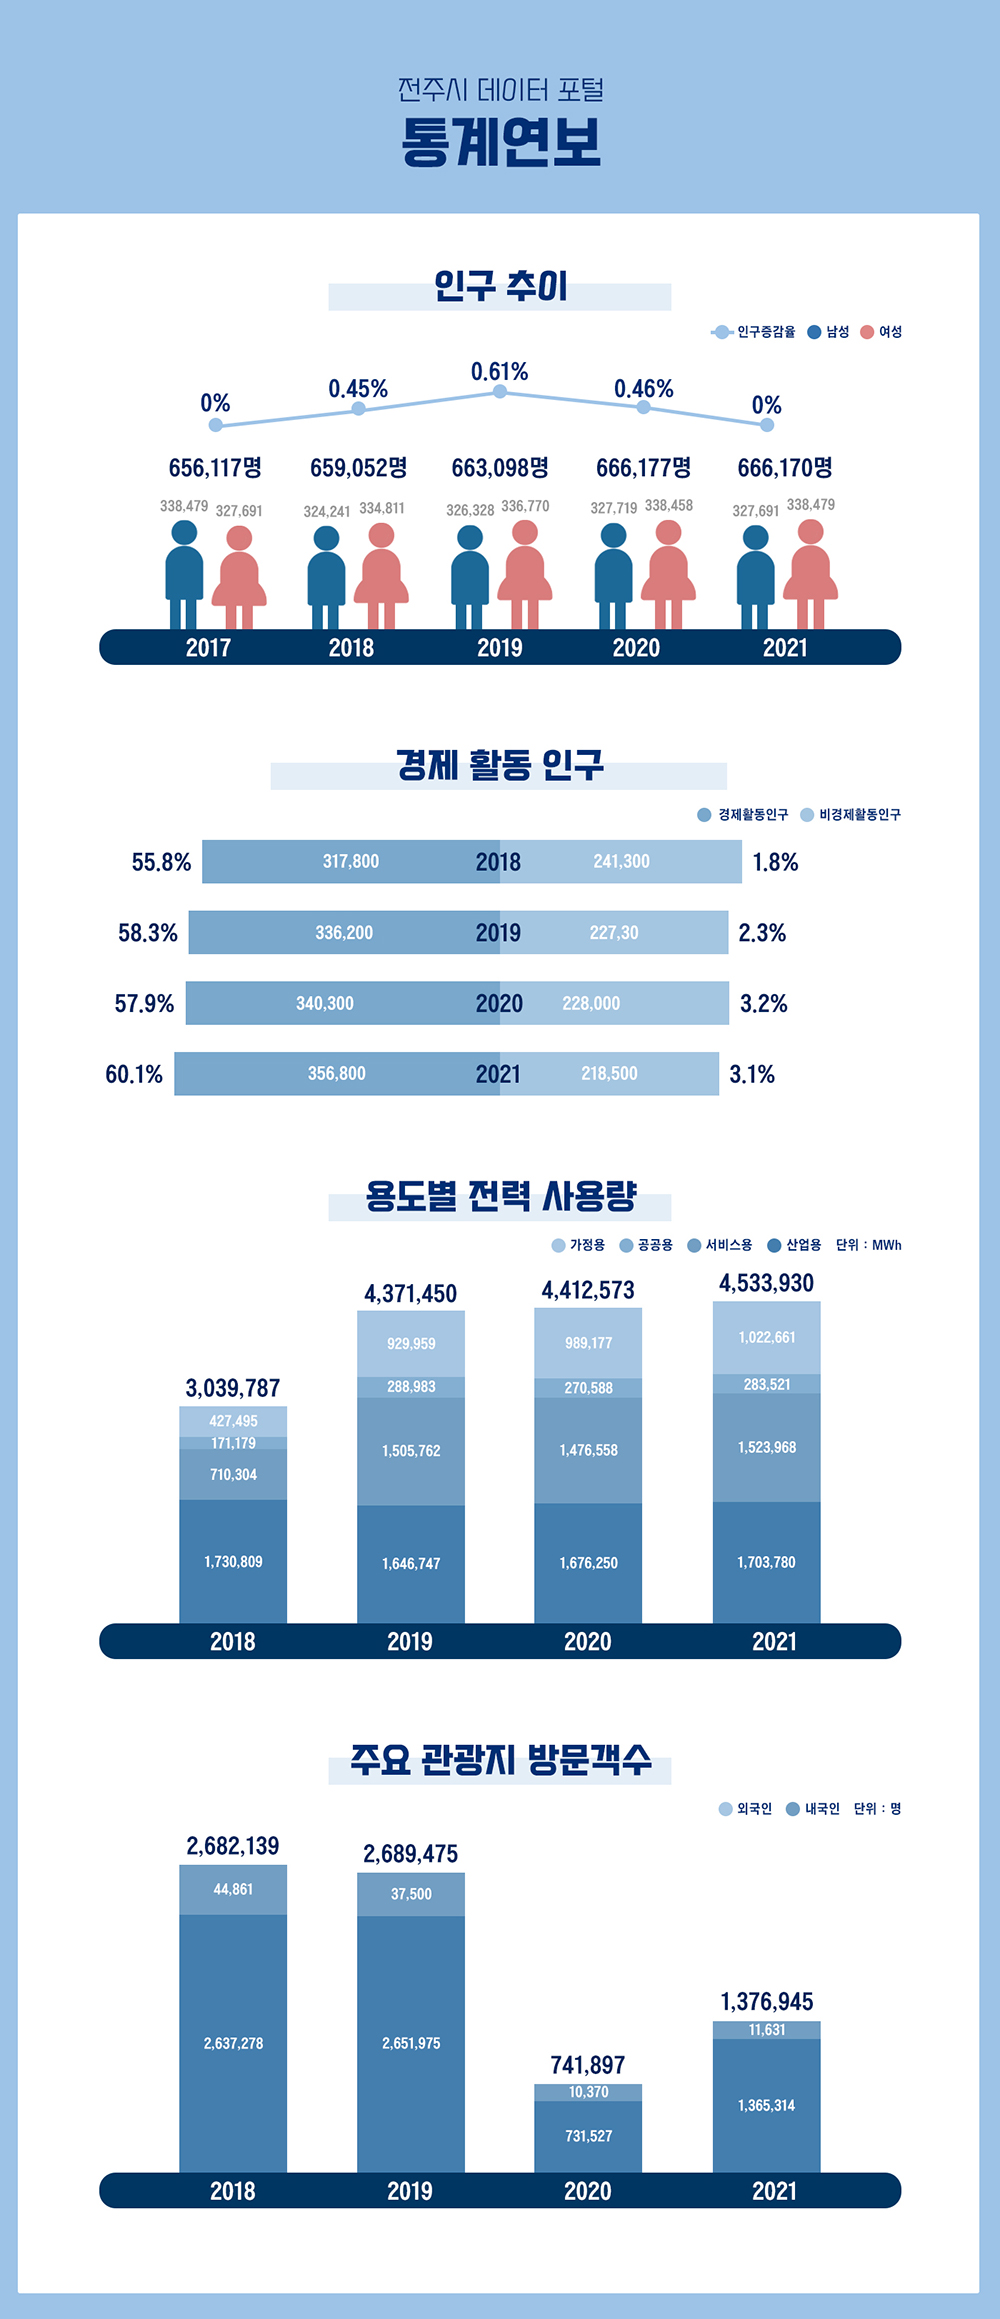 전주시 데이터 포털
통계연보
인구 추이
인구증감율 남성 여성
0% 0.45% 0.61% 0.46% 0%
656,117명 659,052명 663,098명 666,177명 666,170명
338,479 327,691 324,241 334,811 326,328 336,770 327,719 338,458 327,691 338,479
2017 2018 2019 2020 2021
경제 활동 인구
경제활동인구 비경제활동인구
55.8% 317,800 2018 241,300 1.8%
58.3% 336,200 2019 227,30 2.3%
57.9% 340,300 2020 228,000 3.2%
60.1% 356,800 2021 218,500 3.1%
용도별 전력 사용량
가정용 공공용 서비스용 산업용 단위 : MWh
3,039,787 4,371,450 4,412,573 4,533,930
427,495 929,959 989,177 1,022,661
171,179 288,983 270,588 283,521
710,304 1,505,762 1,476,558 1,523,968
1,730,809 1,646,747 1,676,250 1,703,780
2018 2019 2020 2021
주요 관광지 방문객수
외국인 내국인 단위 : 명
2,682,139 2,689,475 741,897 1,376,945
44,861 37,500 10,370 11,631
2,637,278 2,651,975 731,527 1,365,314
2018 2019 2020 2021